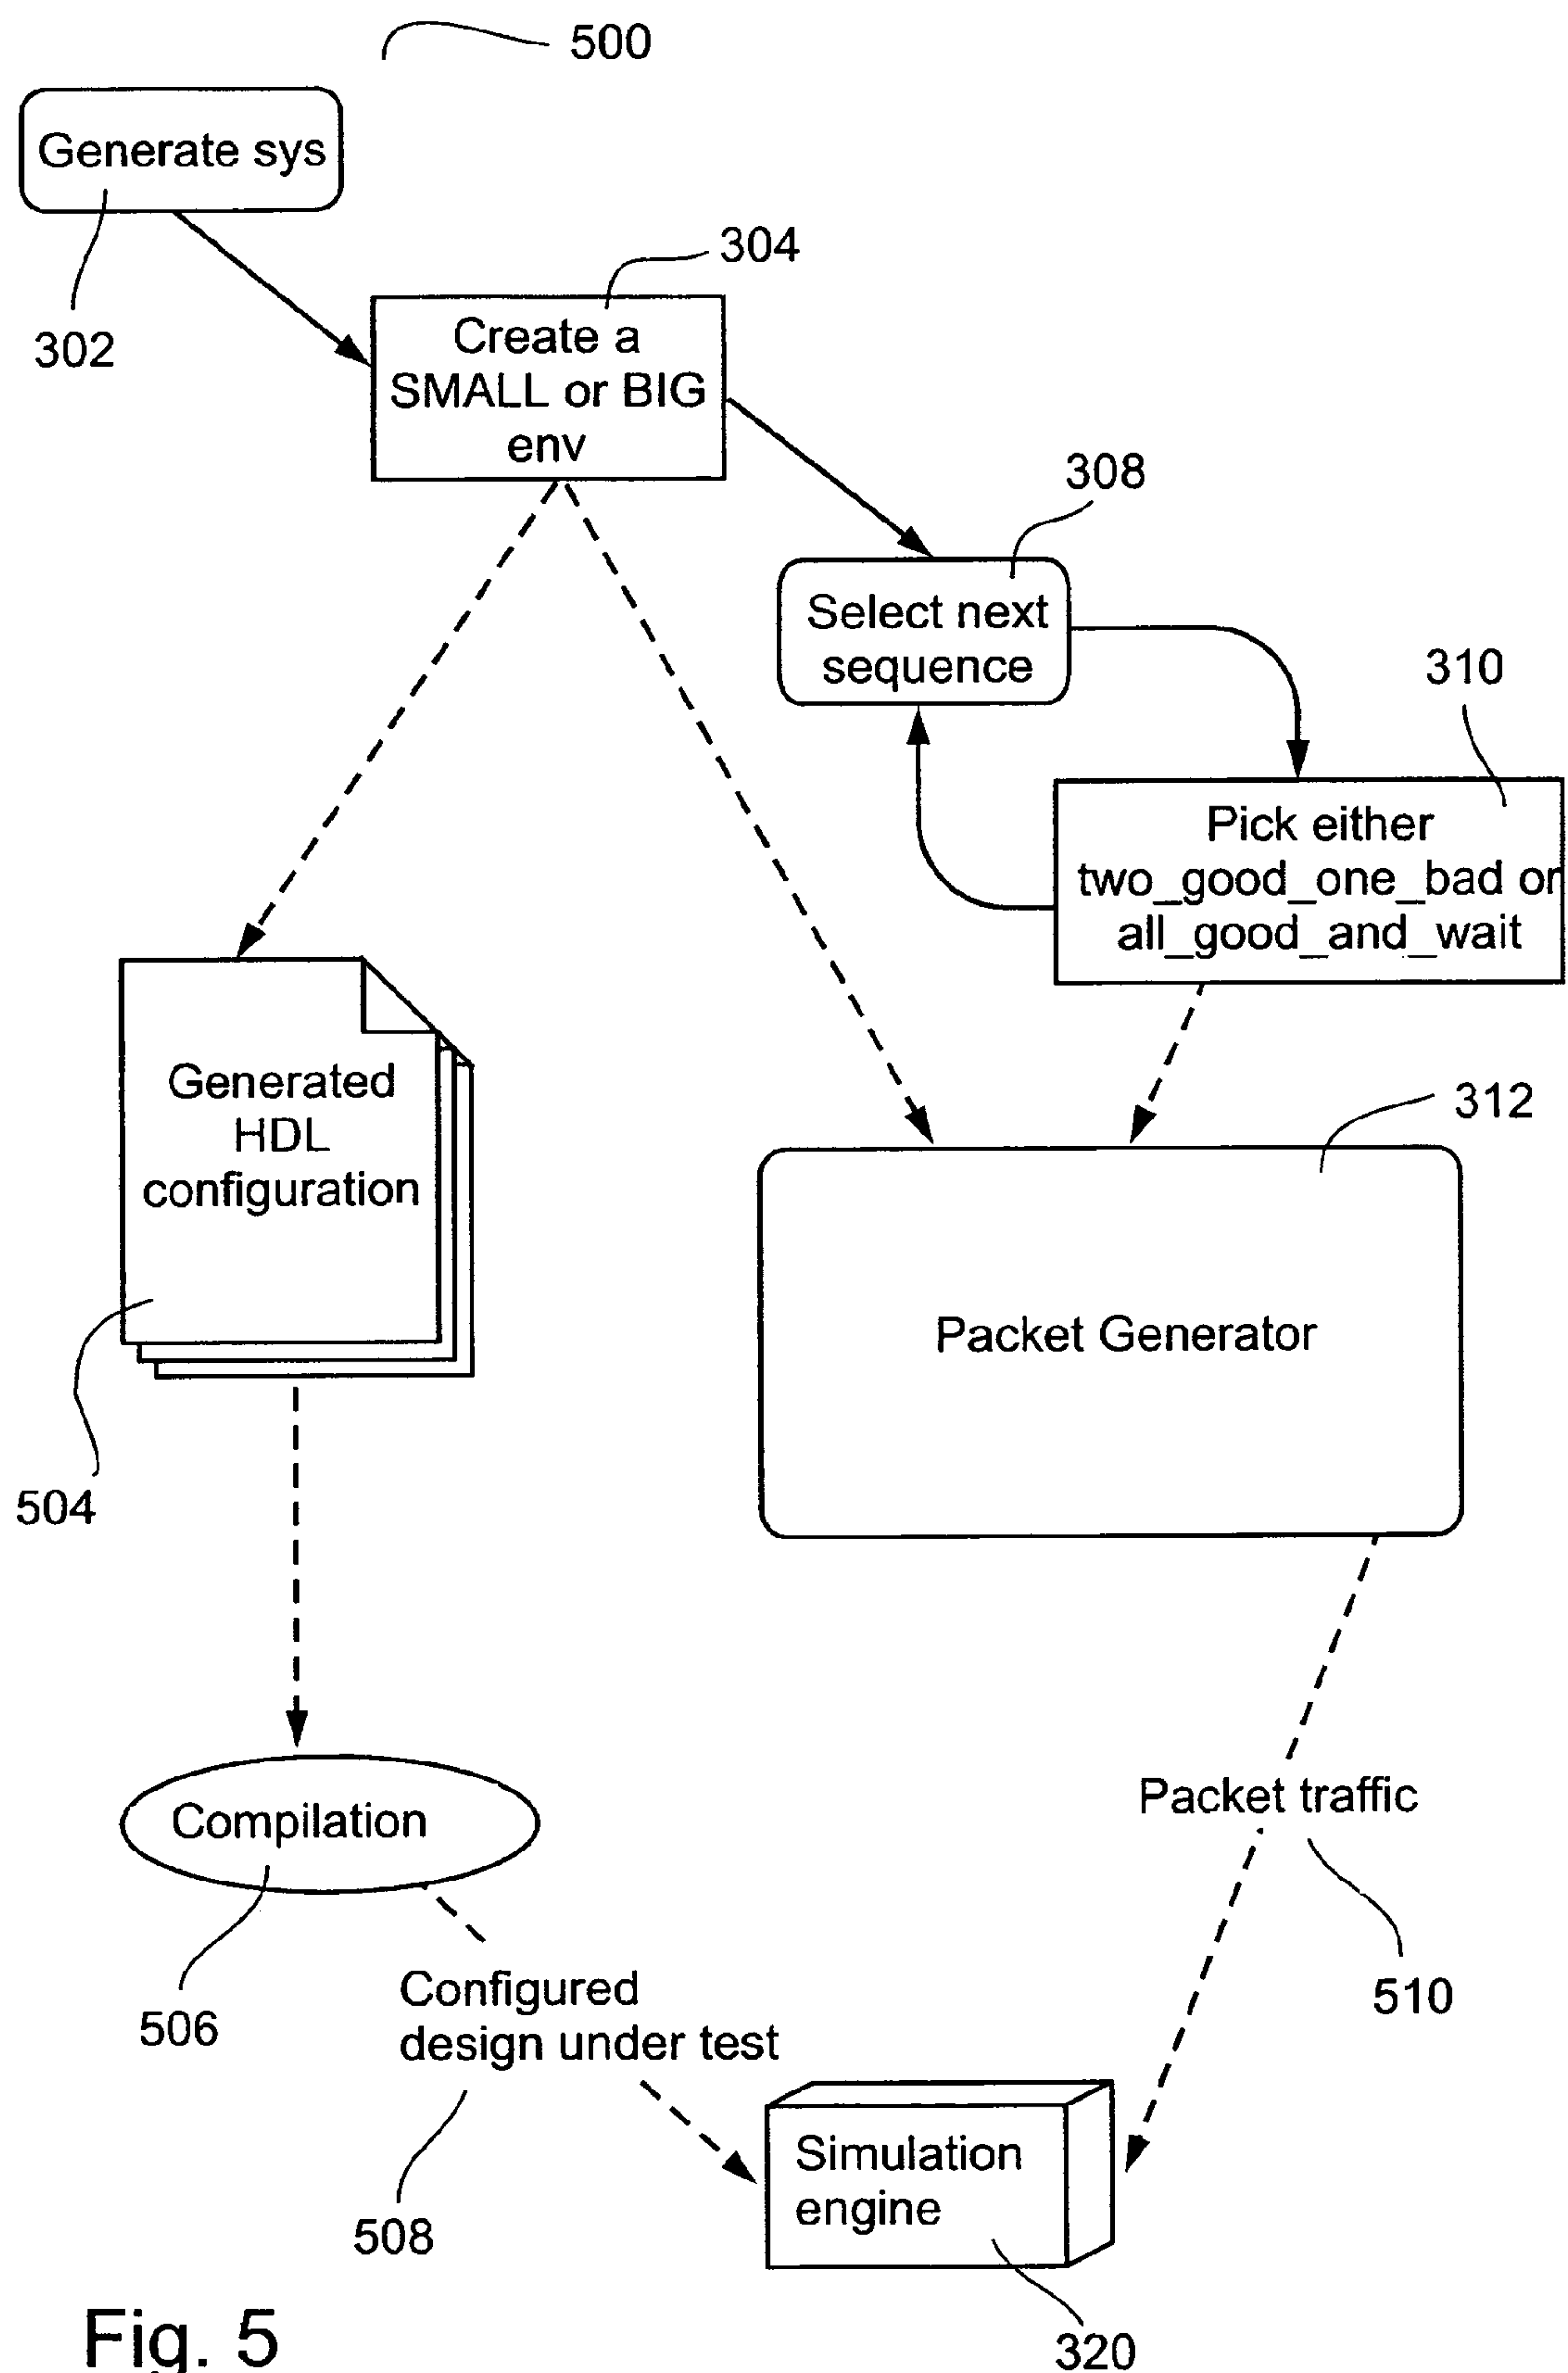 500
Generate sys
302
304
Create a
SMALL or BIG
env
308
Select next
sequence
310
Pick either
two_good_one_bad or
all_good_and_wait
Generated
HDL
configuration
504
312
Packet Generator
Compilation
506
Packet traffic
510
Configured
design under test
508
Simulation
engine
320
Fig. 5